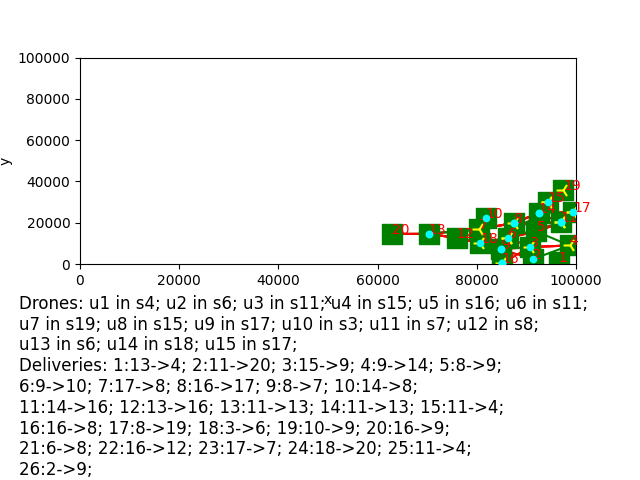 100000
80000
60000
40000
20000
0
y
19
17
10
20
0
20000
40000
60000
80000
100000
x
Drones: u1 in s4; u2 in s6; u3 in s11; u4 in s15; u5 in s16; u6 in s11;
u7 in s19; u8 in s15; u9 in s17; u10 in s3; u11 in s7; u12 in s8;
u13 in s6; u14 in s18; u15 in s17;
Deliveries: 1:13->4; 2:11->20; 3:15->9; 4:9->14; 5:8->9;
6:9->10; 7:17->8; 8:16->17; 9:8->7; 10:14->8;
11:14->16; 12:13->16; 13:11->13; 14:11->13; 15:11->4;
16:16->8; 17:8->19; 18:3->6; 19:10->9; 20:16->9;
21:6->8; 22:16->12; 23:17->7; 24:18->20; 25:11->4;
26:2->9;